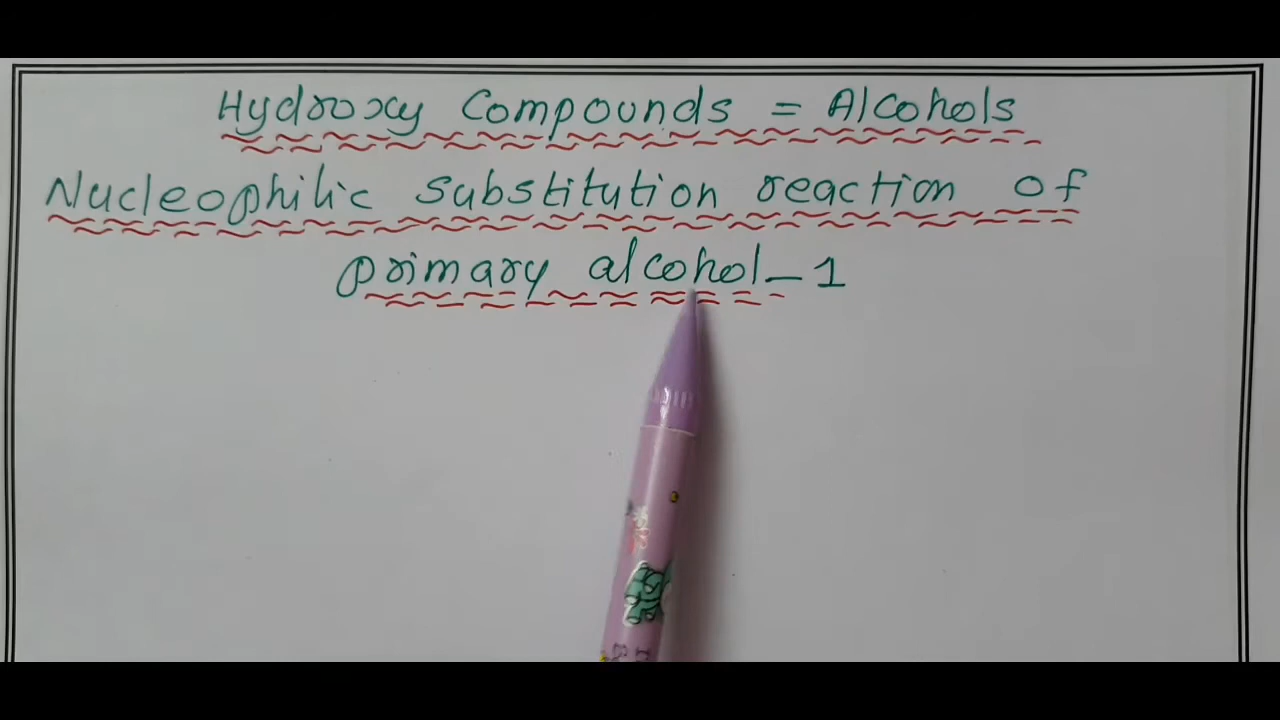 Hydroxy Compounds = Alcohols
Nucleophilic substitution reaction of
primary alcohol - 1